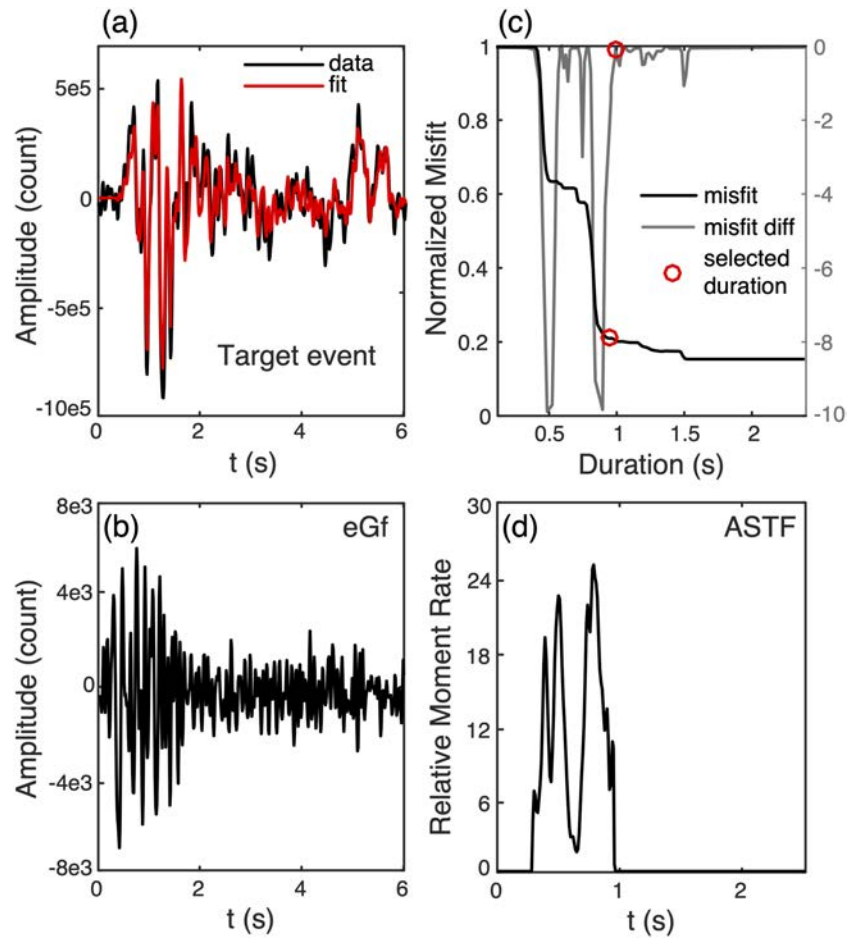 (a)
data
fit
5e5
0
-5e5
-10e5
Amplitude (count)
Target event
0 2 4 6
t (s)
(c)
1
0.8
0.6
0.4
0.2
0
Normalized Misfit
0
-2
-4
-6
-8
-10
misfit
misfit diff
selected
duration
0.5 1 1.5 2
Duration (s)
(b)
eGf
8e3
4e3
0
-4e3
-8e3
Amplitude (count)
0 2 4 6
t (s)
(d)
ASTF
30
24
18
12
6
0
Relative Moment Rate
0 1 2
t (s)